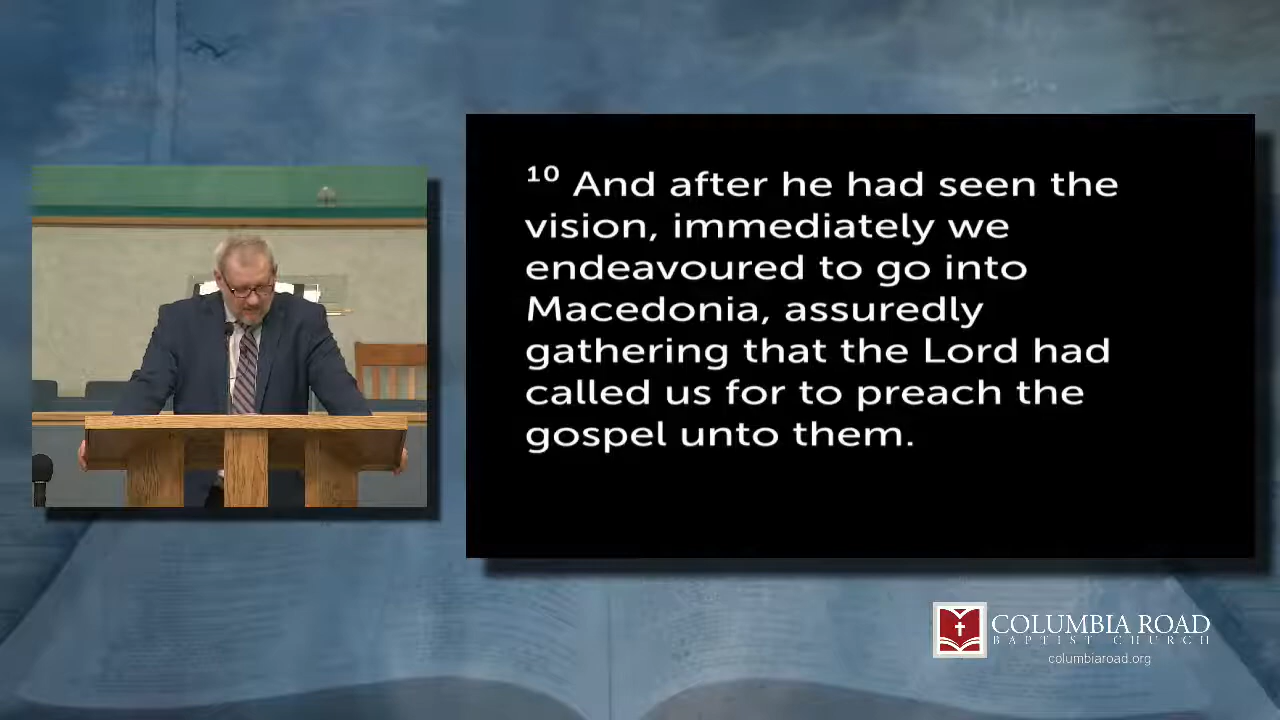 10 And after he had seen the
vision, immediately we
endeavoured to go into
Macedonia, assuredly
gathering that the Lord had
called us for to preach the
gospel unto them.
COLUMBIA ROAD
BAPTIST CHURCH
columbiaroad.org